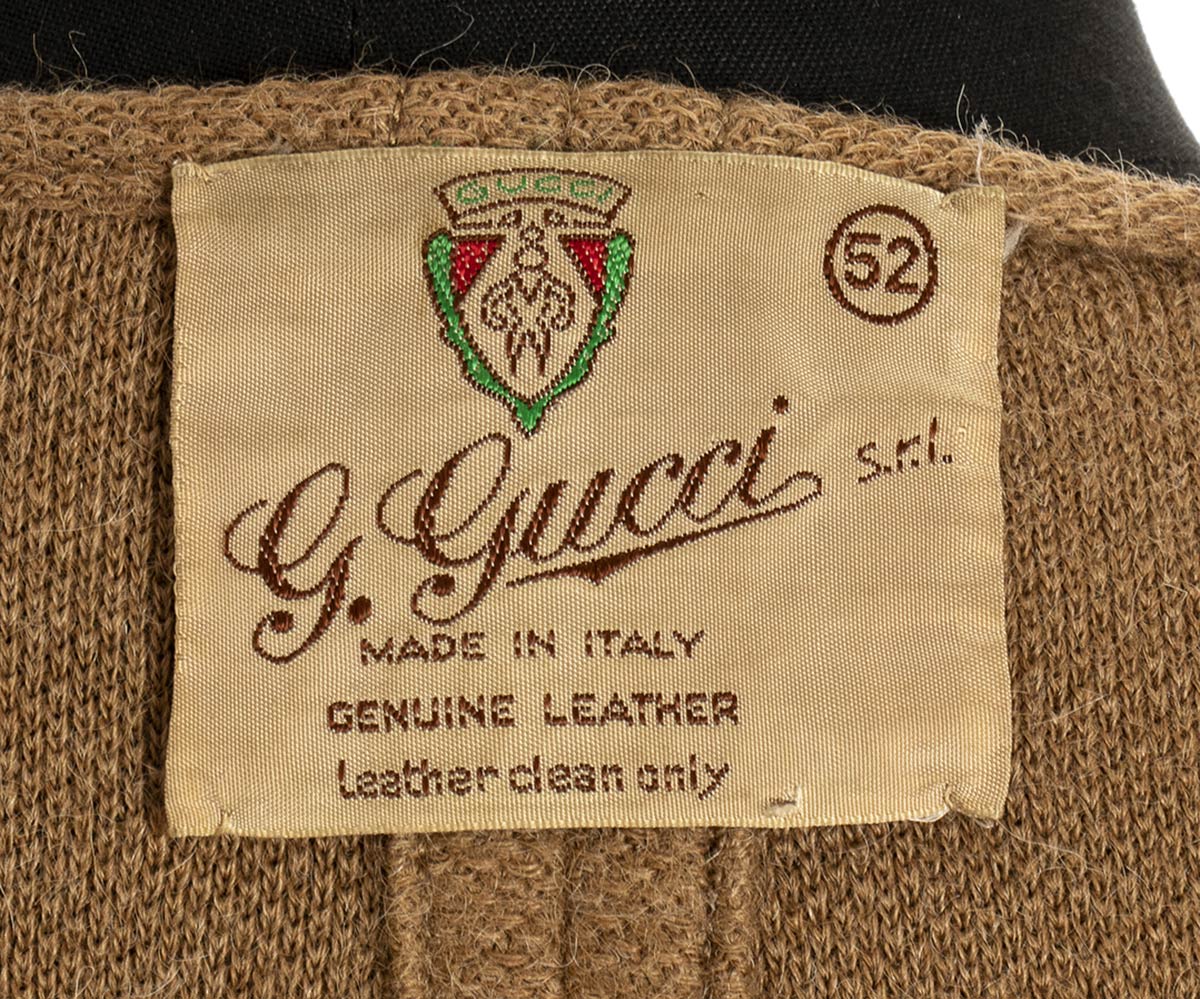 GUCCI
52
G. Gucci s.r.l.
MADE IN ITALY
GENUINE LEATHER
Leather clean only